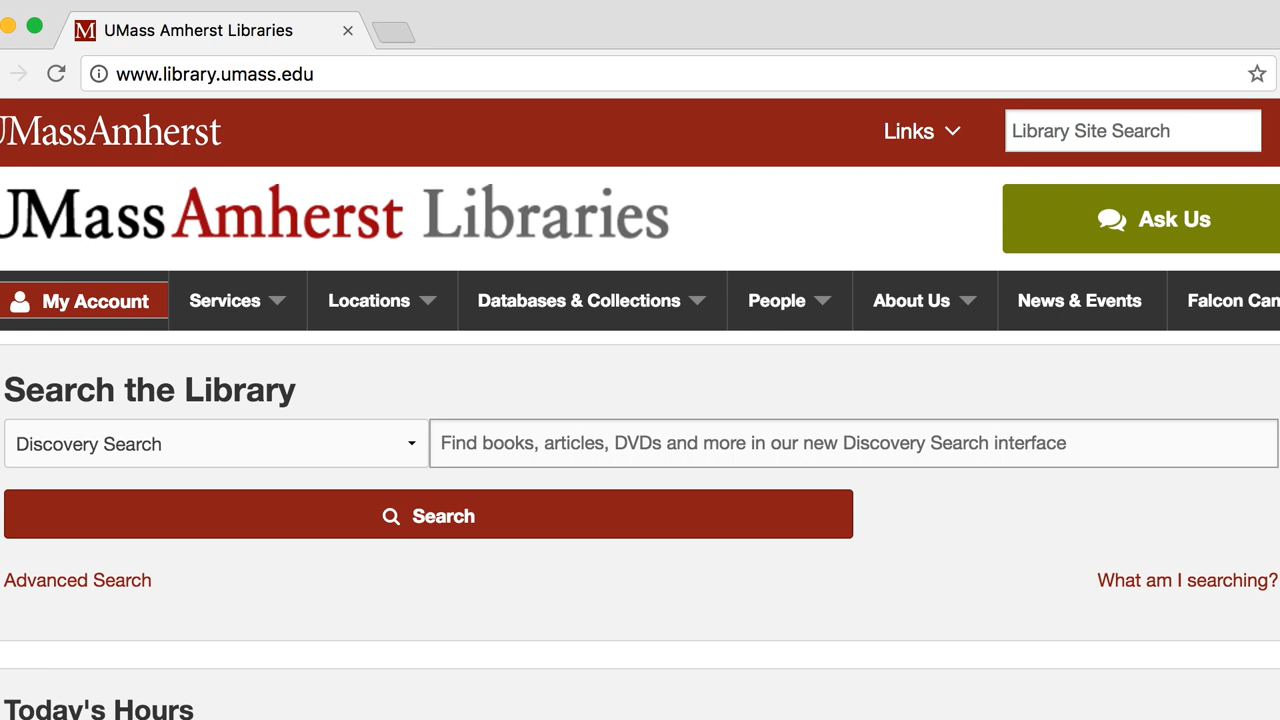 UMass Amherst Libraries
www.library.umass.edu
UMassAmherst
Links
Library Site Search
UMassAmherst Libraries
Ask Us
My Account
Services
Locations
Databases & Collections
People
About Us
News & Events
Falcon
Search the Library
Discovery Search
Find books, articles, DVDs and more in our new Discovery Search interface
Search
Advanced Search
What am I searching?
Today's Hours